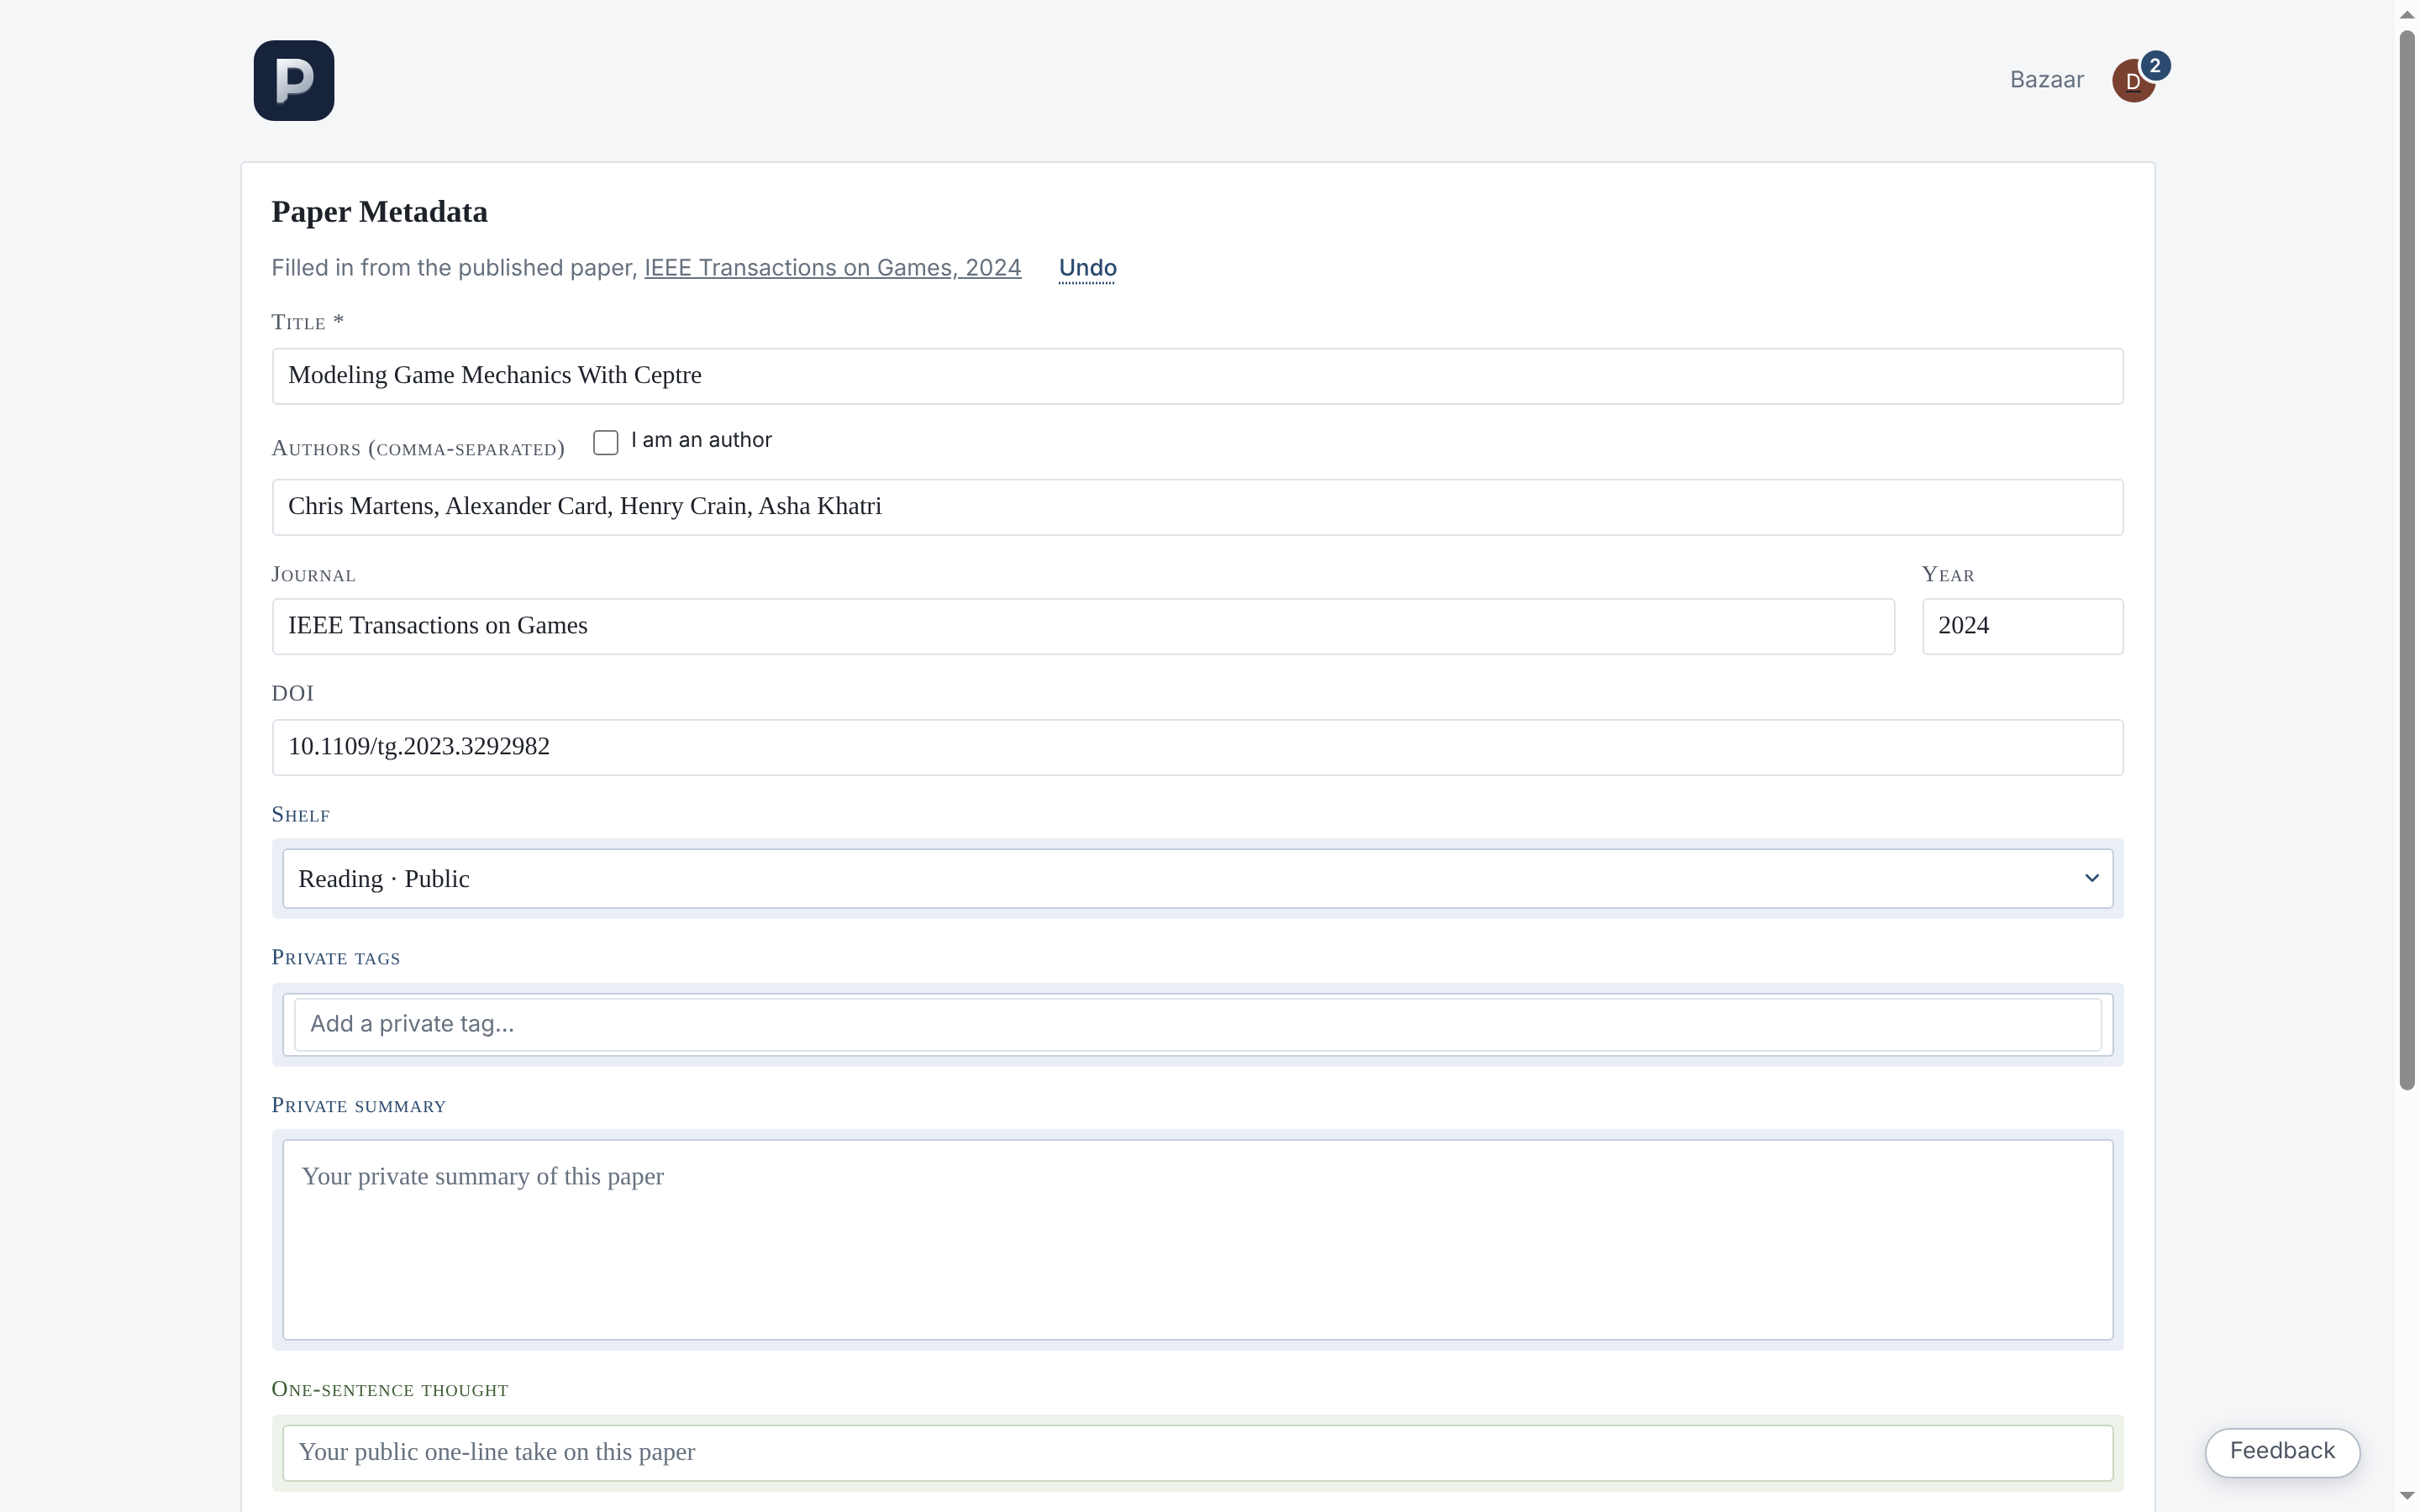 P
Bazaar
D
2
Paper Metadata
Filled in from the published paper, IEEE Transactions on Games, 2024 Undo
Title *
Modeling Game Mechanics With Ceptre
Authors (comma-separated) I am an author
Chris Martens, Alexander Card, Henry Crain, Asha Khatri
Journal Year
IEEE Transactions on Games 2024
DOI
10.1109/tg.2023.3292982
Shelf
Reading · Public
Private tags
Add a private tag...
Private summary
Your private summary of this paper
One-sentence thought
Your public one-line take on this paper
Feedback